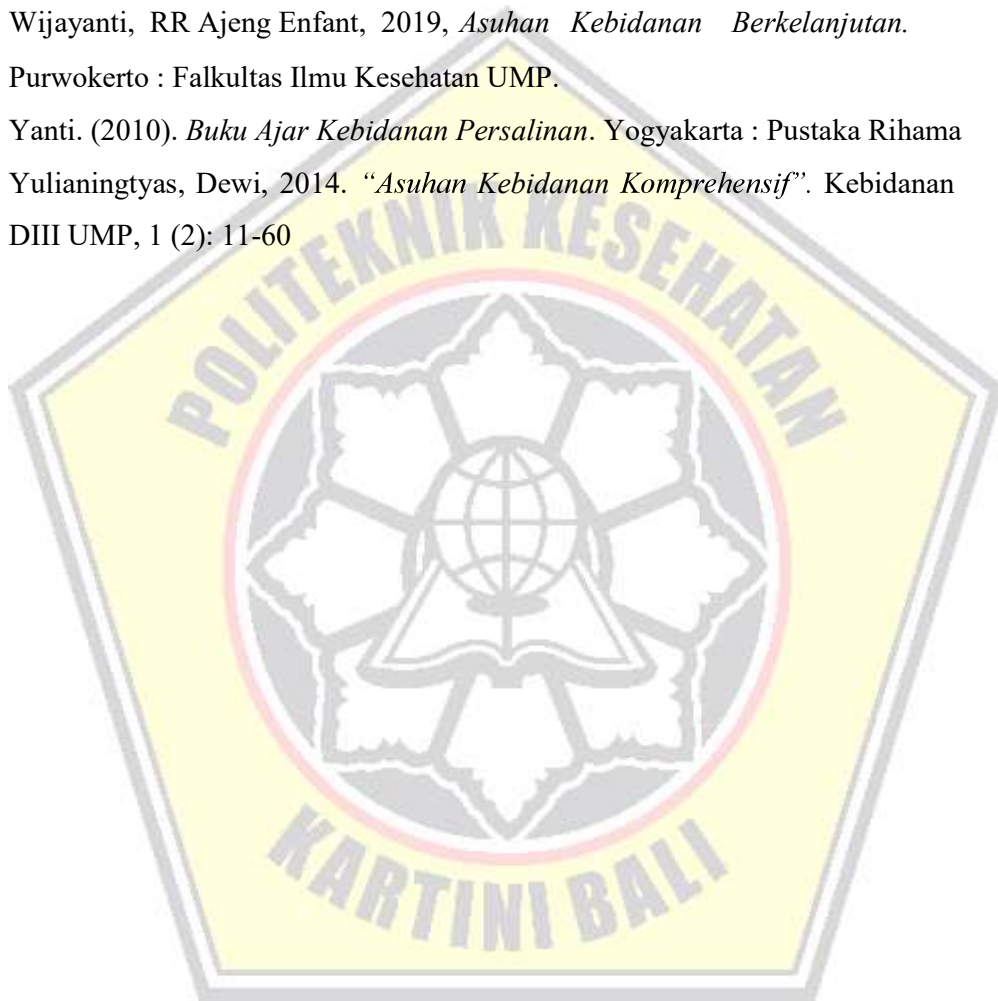 Wijayanti, RR Ajeng Enfant, 2019, Asuhan Kebidanan Berkelanjutan.
Purwokerto : Falkultas Ilmu Kesehatan UMP.
Yanti. (2010). Buku Ajar Kebidanan Persalinan. Yogyakarta : Pustaka Rihama
Yulianingtyas, Dewi, 2014. “Asuhan Kebidanan Komprehensif”. Kebidanan
DIII UMP, 1 (2): 11-60
POLITEKNIK KESEHATAN
KARTINI BALI